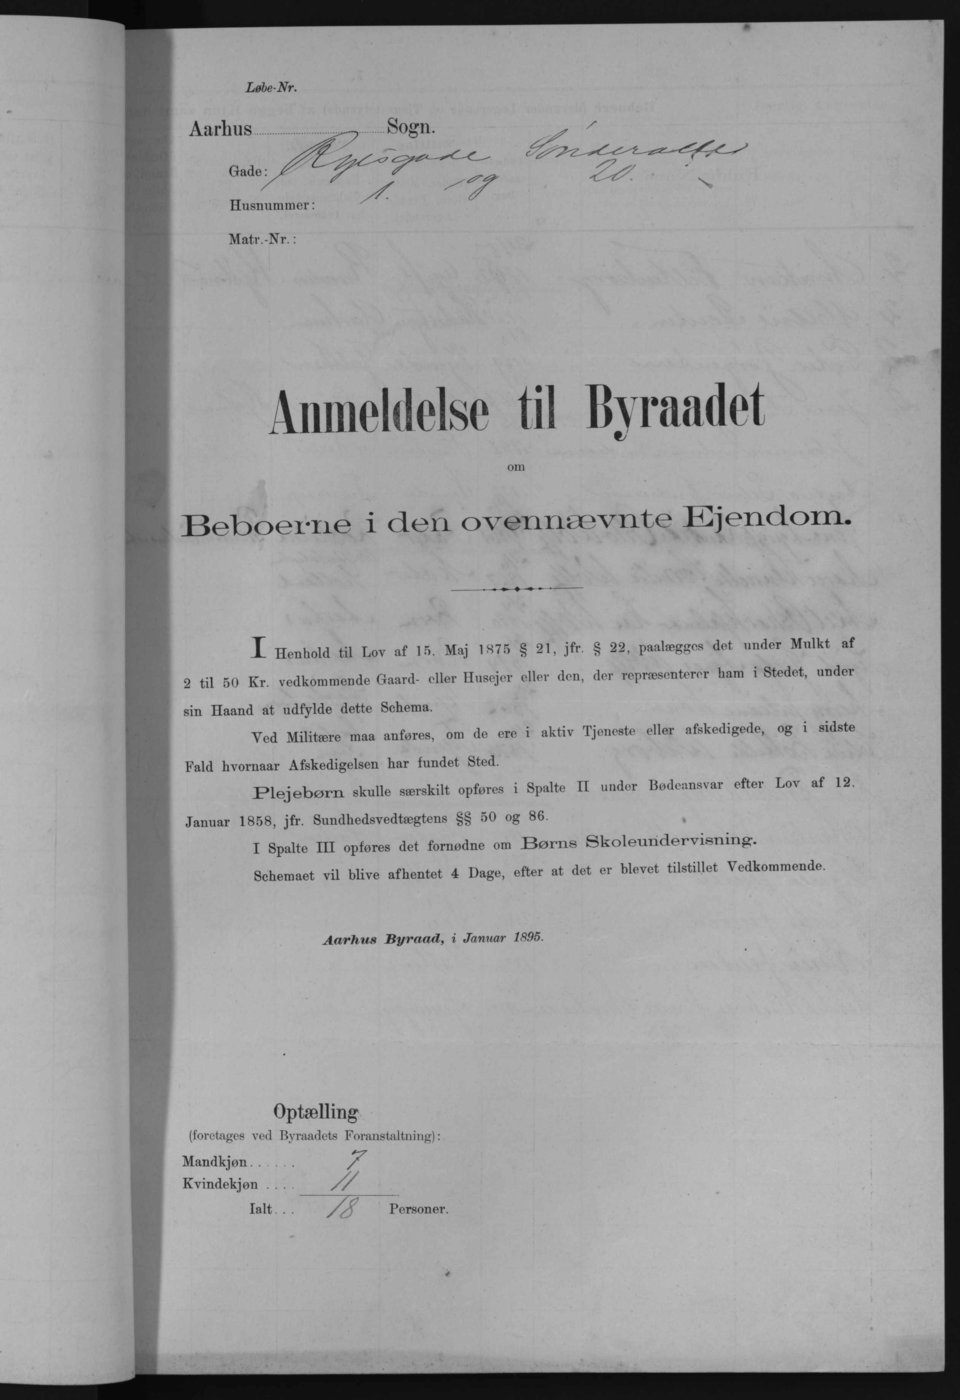 Løbe-Nr.
Aarhus Sogn.
Gade: Ryesgade Sønderallee
Husnummer: 1. og 20.
Matr.-Nr.:
Anmeldelse til Byraadet
om
Beboerne i den ovennævnte Ejendom.
I Henhold til Lov af 15. Maj 1875 § 21, jfr. § 22, paalægges det under Mulkt af
2 til 50 Kr. vedkommende Gaard- eller Husejer eller den, der repræsenterer ham i Stedet, under
sin Haand at udfylde dette Schema.
Ved Militære maa anføres, om de ere i aktiv Tjeneste eller afskedigede, og i sidste
Fald hvornaar Afskedigelsen har fundet Sted.
Plejebørn skulle særskilt opføres i Spalte II under Bødeansvar efter Lov af 12.
Januar 1858, jfr. Sundhedsvedtægtens §§ 50 og 86.
I Spalte III opføres det fornødne om Børns Skoleundervisning.
Schemaet vil blive afhentet 4 Dage, efter at det er blevet tilstillet Vedkommende.
Aarhus Byraad, i Januar 1895.
Optælling
(foretages ved Byraadets Foranstaltning):
Mandkjøn...... 7
Kvindekjøn .... 11
Ialt... 18 Personer.